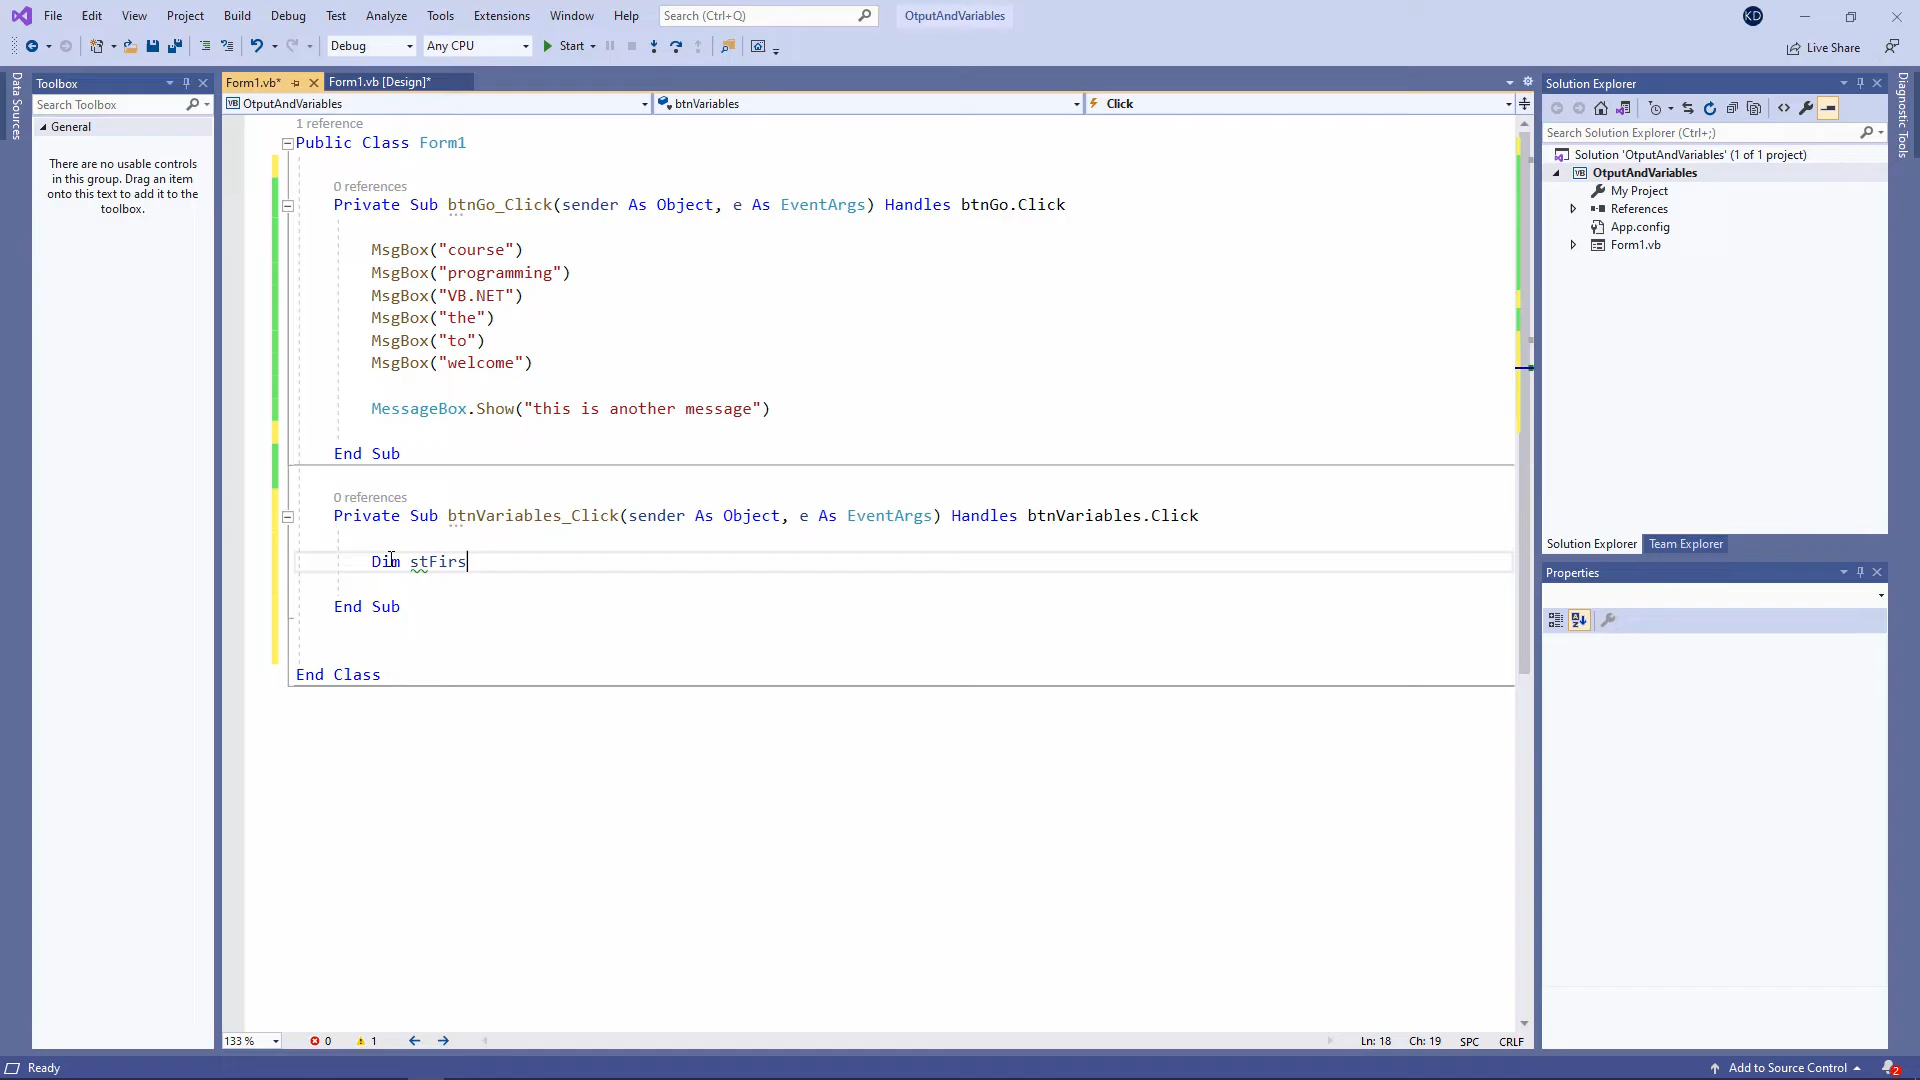 File Edit View Project Build Debug Test Analyze Tools Extensions Window Help Search (Ctrl+Q) OtputAndVariables KD
Debug Any CPU Start Live Share
Data Sources
Toolbox
Search Toolbox
General
There are no usable controls
in this group. Drag an item
onto this text to add it to the
toolbox.
Form1.vb* Form1.vb [Design]*
VB OtputAndVariables btnVariables Click
1 reference
Public Class Form1
0 references
Private Sub btnGo_Click(sender As Object, e As EventArgs) Handles btnGo.Click
MsgBox("course")
MsgBox("programming")
MsgBox("VB.NET")
MsgBox("the")
MsgBox("to")
MsgBox("welcome")
MessageBox.Show("this is another message")
End Sub
0 references
Private Sub btnVariables_Click(sender As Object, e As EventArgs) Handles btnVariables.Click
Dim stFirs
End Sub
End Class
133 % 0 1 Ln: 18 Ch: 19 SPC CRLF
Solution Explorer
Search Solution Explorer (Ctrl+;)
Solution 'OtputAndVariables' (1 of 1 project)
VB OtputAndVariables
My Project
References
App.config
Form1.vb
Solution Explorer Team Explorer
Properties
Diagnostic Tools
Ready Add to Source Control 2